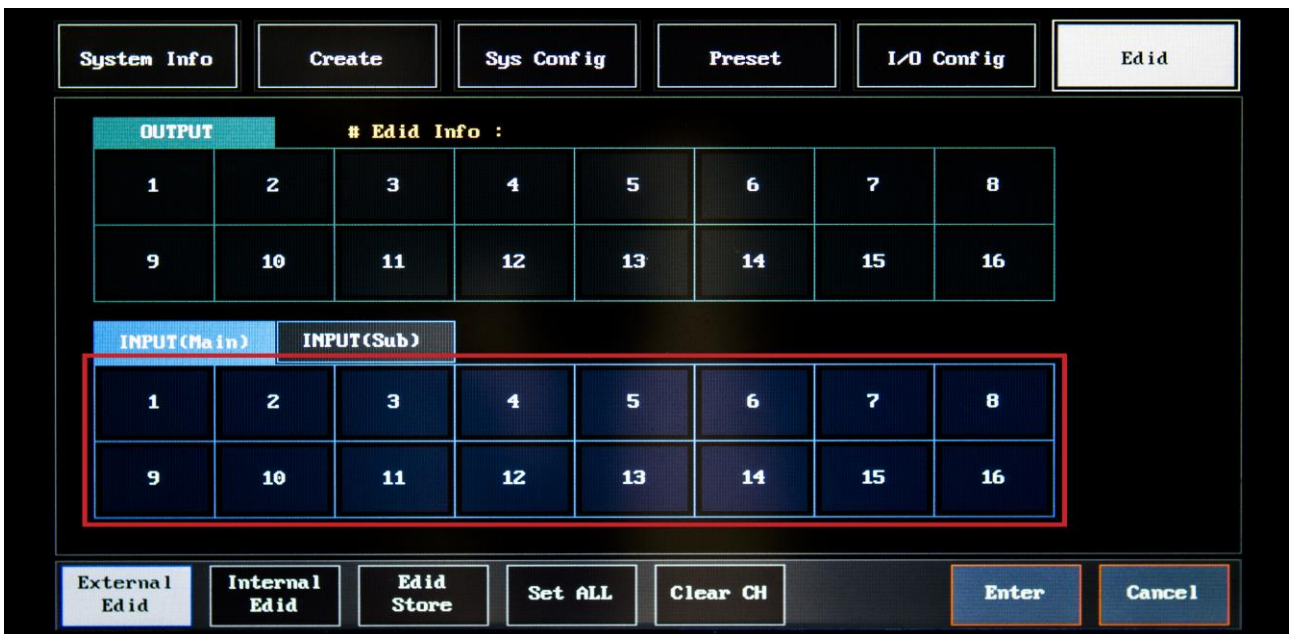 System Info Create Sys Config Preset I/O Config Edid
OUTPUT # Edid Info :
1 2 3 4 5 6 7 8
9 10 11 12 13 14 15 16
INPUT(Main) INPUT(Sub)
1 2 3 4 5 6 7 8
9 10 11 12 13 14 15 16
External Internal Edid Set ALL Clear CH Enter Cancel
Edid Edid Store